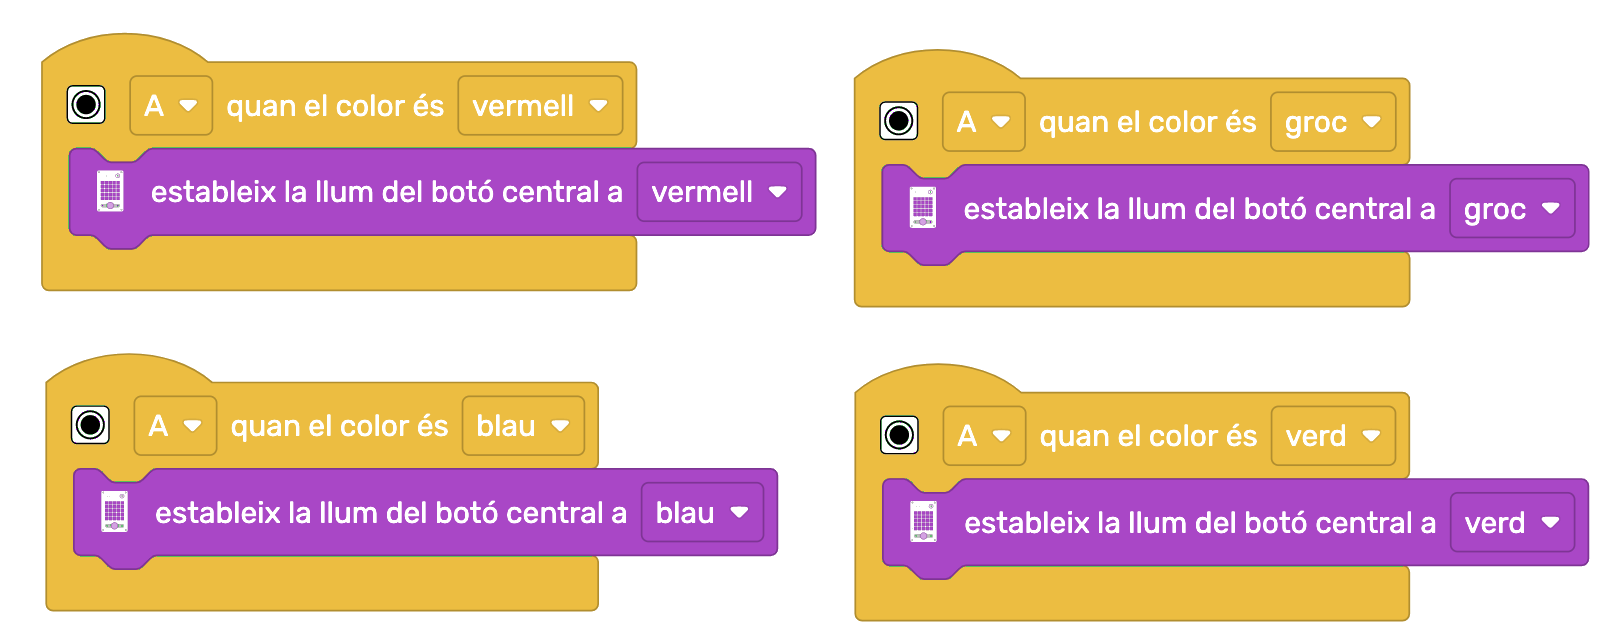 A quan el color és vermell
estableix la llum del botó central a vermell
A quan el color és groc
estableix la llum del botó central a groc
A quan el color és blau
estableix la llum del botó central a blau
A quan el color és verd
estableix la llum del botó central a verd